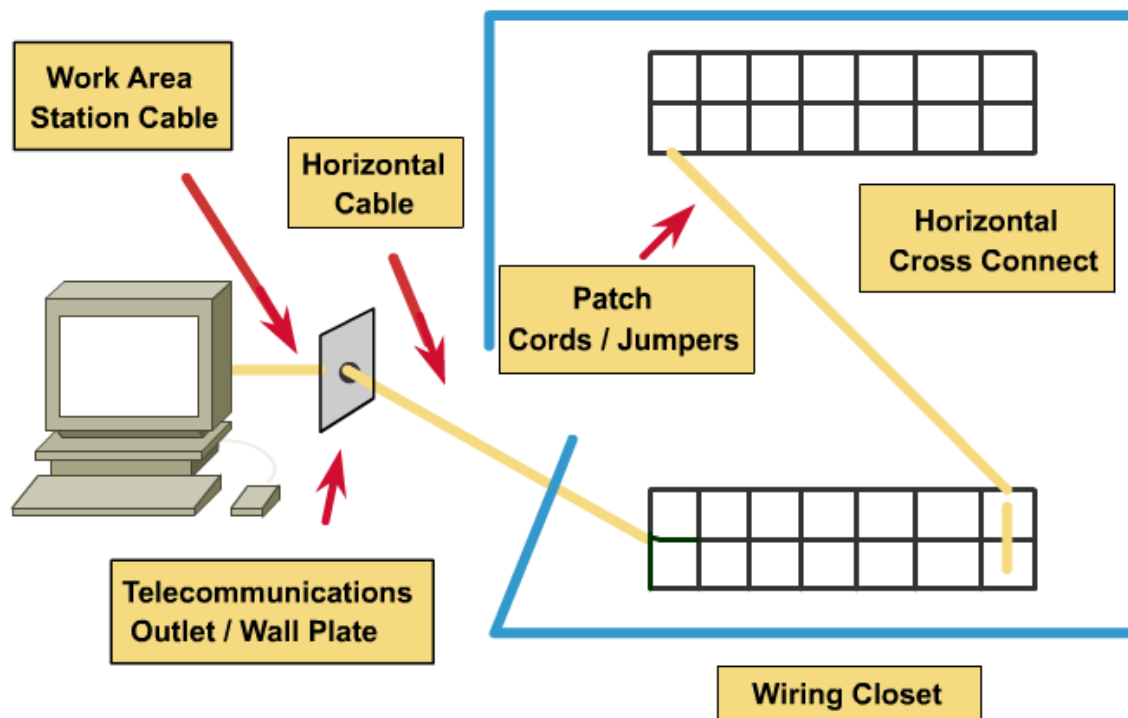 Work Area
Station Cable
Horizontal
Cable
Horizontal
Cross Connect
Patch
Cords / Jumpers
Telecommunications
Outlet / Wall Plate
Wiring Closet